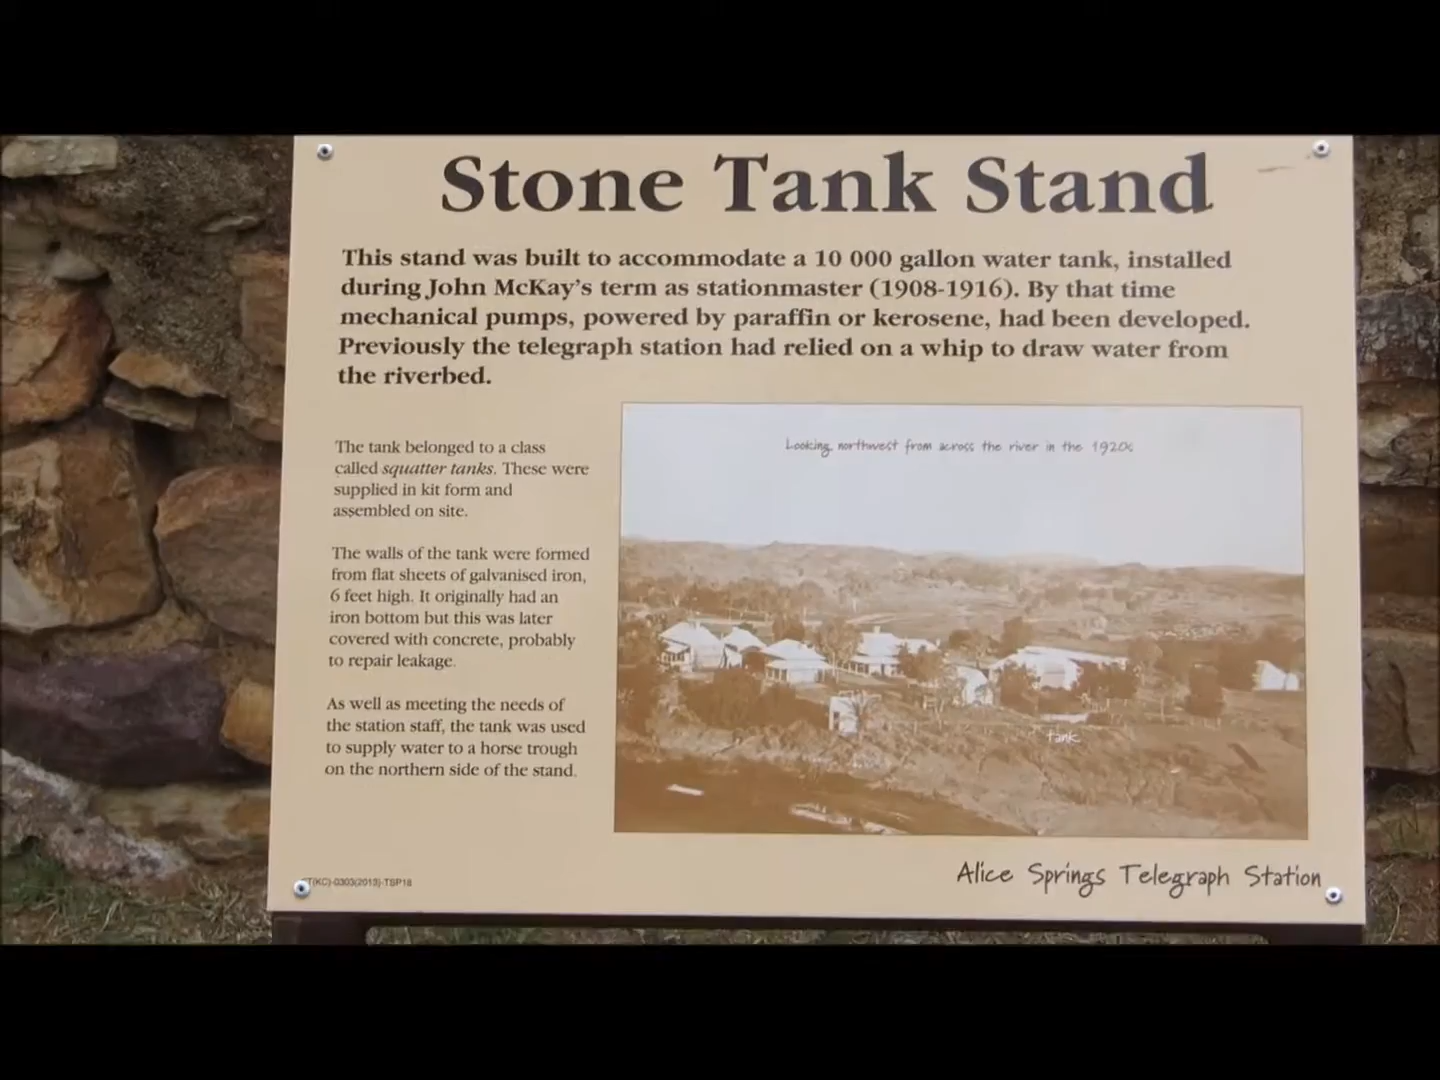 Stone Tank Stand
This stand was built to accommodate a 10 000 gallon water tank, installed
during John McKay's term as stationmaster (1908-1916). By that time
mechanical pumps, powered by paraffin or kerosene, had been developed.
Previously the telegraph station had relied on a whip to draw water from
the riverbed.
The tank belonged to a class
called squatter tanks. These were
supplied in kit form and
assembled on site.
The walls of the tank were formed
from flat sheets of galvanised iron,
6 feet high. It originally had an
iron bottom but this was later
covered with concrete, probably
to repair leakage.
As well as meeting the needs of
the station staff, the tank was used
to supply water to a horse trough
on the northern side of the stand.
Looking northwest from across the river in the 1920s
tank
Alice Springs Telegraph Station